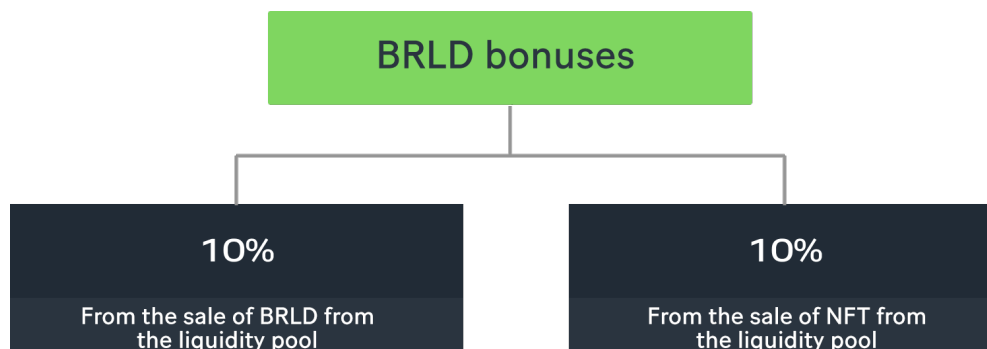 BRLD bonuses
10%
From the sale of BRLD from
the liquidity pool
10%
From the sale of NFT from
the liquidity pool